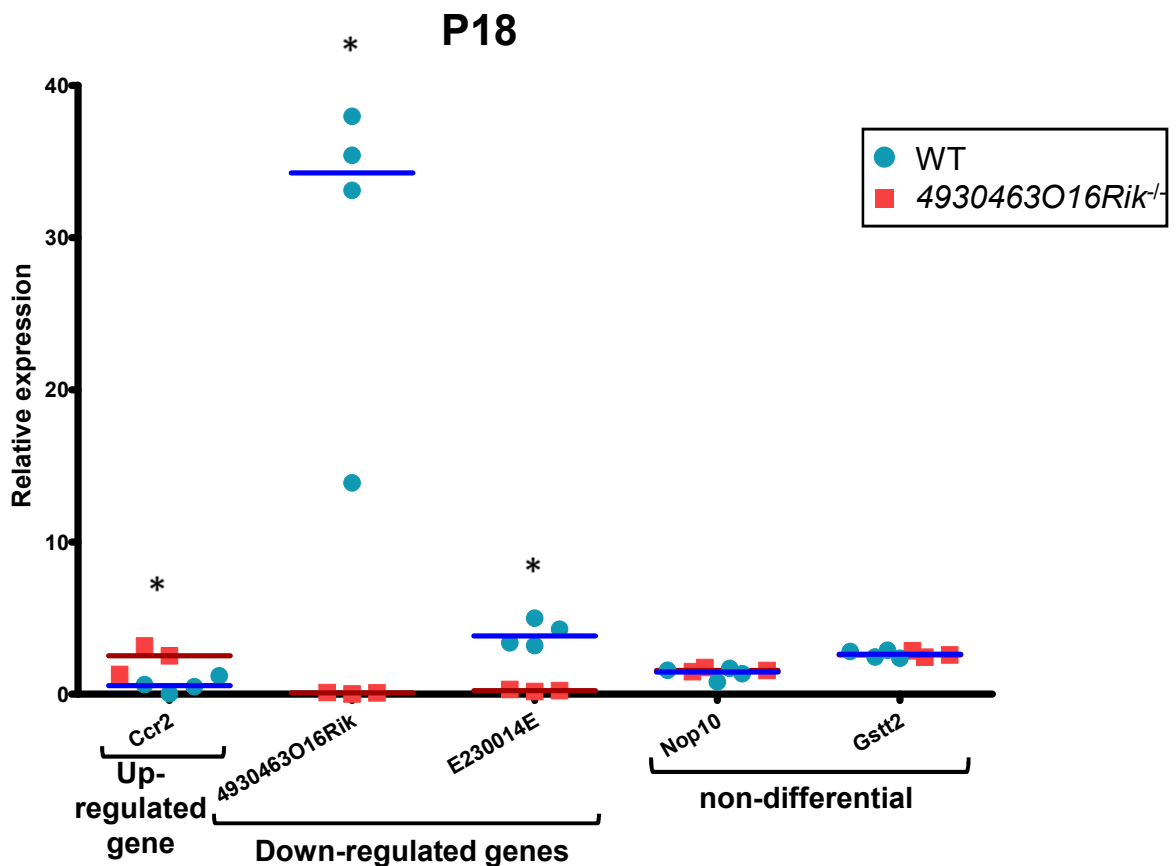 P18
*
40
30
20
10
0
Relative expression
*
*
WT
4930463O16Rik-/-
Ccr2
4930463O16Rik
E230014E
Nop10
Gstt2
Up-
regulated
gene
Down-regulated genes
non-differential